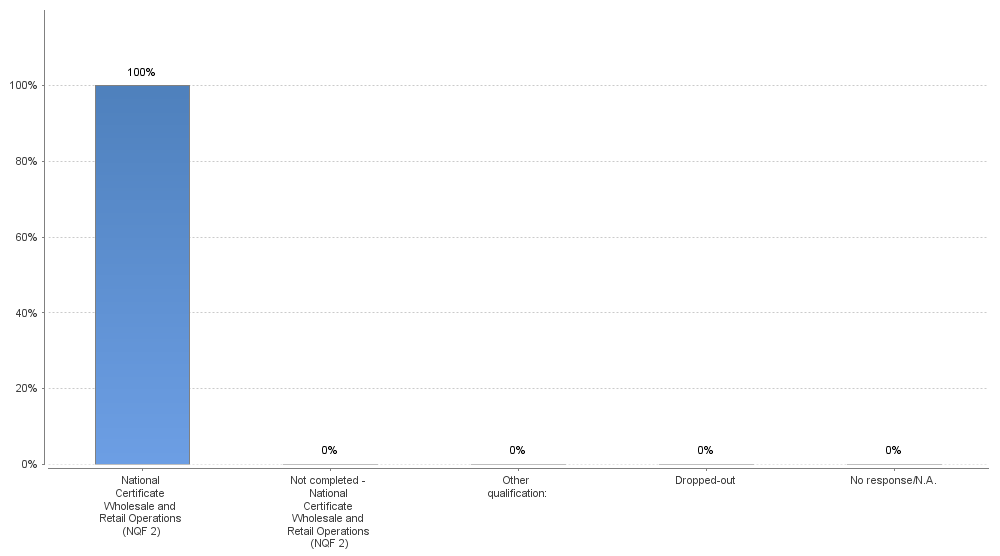 100%
100%
80%
60%
40%
20%
0%
0%
0%
0%
0%
National
Certificate
Wholesale and
Retail Operations
(NQF 2)
Not completed -
National
Certificate
Wholesale and
Retail Operations
(NQF 2)
Other
qualification:
Dropped-out
No response/N.A.